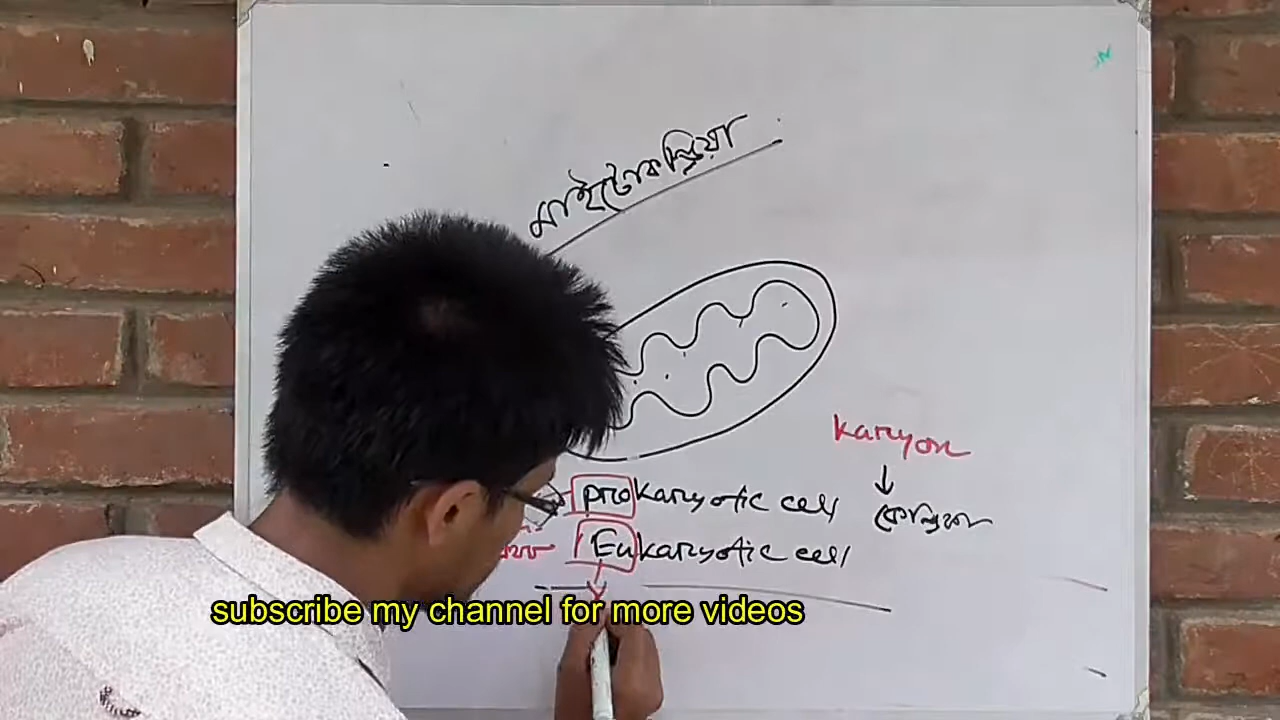 মাইটোকন্ড্রিয়া
Karyon
prokaryotic cell
কেন্দ্রিকা
Eukaryotic cell
subscribe my channel for more videos